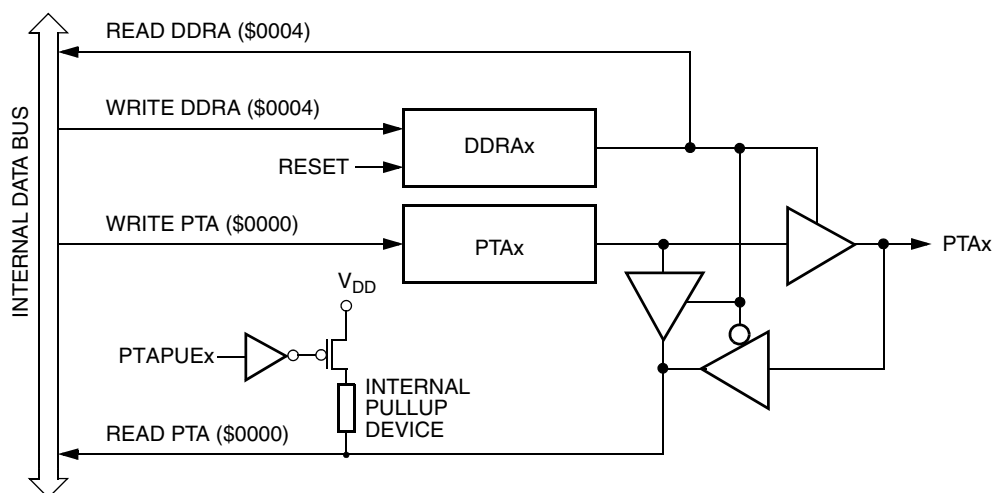 READ DDRA ($0004)
WRITE DDRA ($0004)
DDRAx
RESET
INTERNAL DATA BUS
WRITE PTA ($0000)
PTAx
PTAx
VDD
PTAPUEx
INTERNAL
PULLUP
DEVICE
READ PTA ($0000)